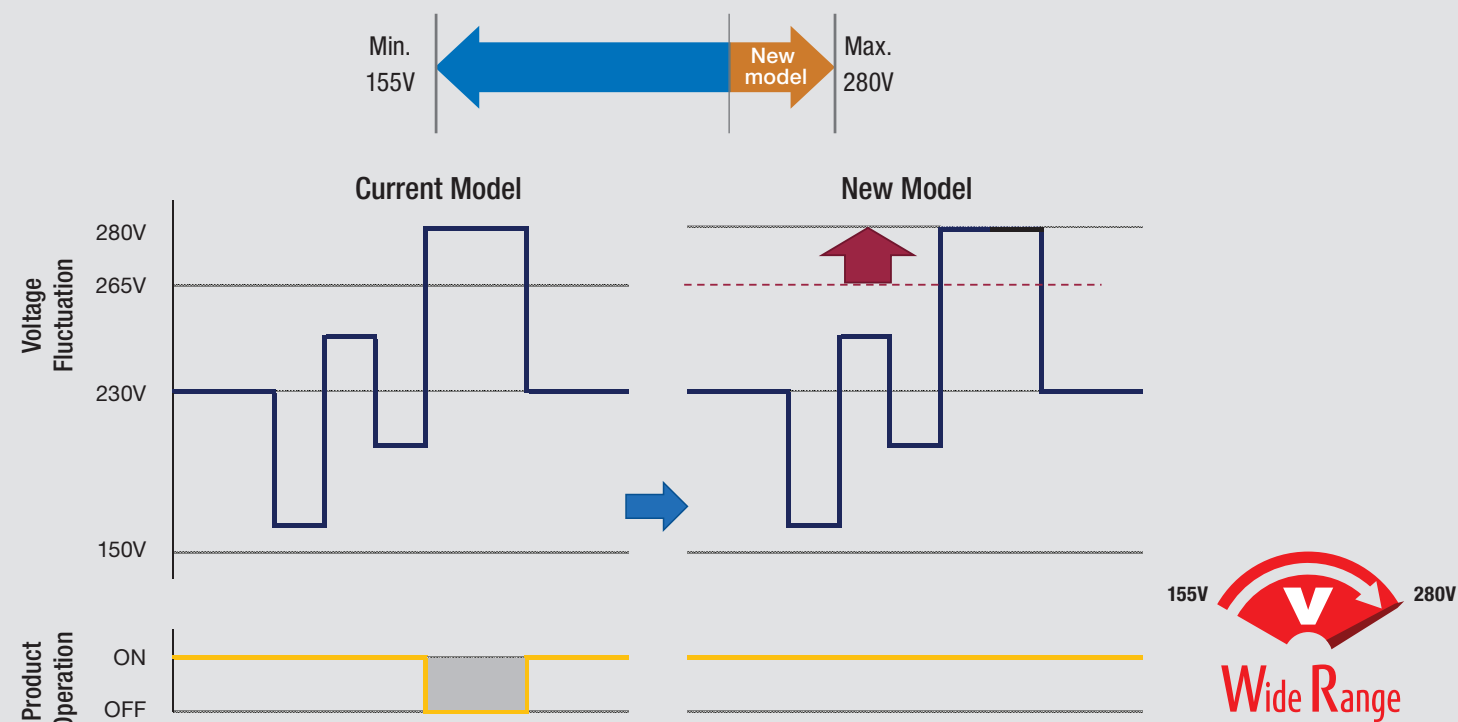 Min.
155V
New
model
Max.
280V
Current Model
New Model
Voltage
Fluctuation
280V
265V
230V
150V
155V
V
280V
Wide Range
Product
Operation
ON
OFF